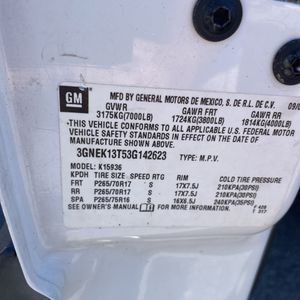 GM
MFD BY GENERAL MOTORS DE MEXICO, S. DE R.L. DE C.V.
GVWR GAWR FRT GAWR RR
3175KG(7000LB) 1724KG(3800LB) 1814KG(4000LB)
THIS VEHICLE CONFORMS TO ALL APPLICABLE U.S. FEDERAL MOTOR
VEHICLE SAFETY STANDARDS IN EFFECT ON THE DATE OF
MANUFACTURE SHOWN ABOVE.
3GNEK13T53G142623 TYPE: M.P.V.
MODEL: K15936
KPDH TIRE SIZE SPEED RTG RIM COLD TIRE PRESSURE
FRT P265/70R17 S 17X7.5J 210KPA(30PSI)
RR P265/70R17 S 17X7.5J 210KPA(30PSI)
SPA P265/75R16 S 16X6.5J 240KPA(35PSI)
SEE OWNER'S MANUAL FOR